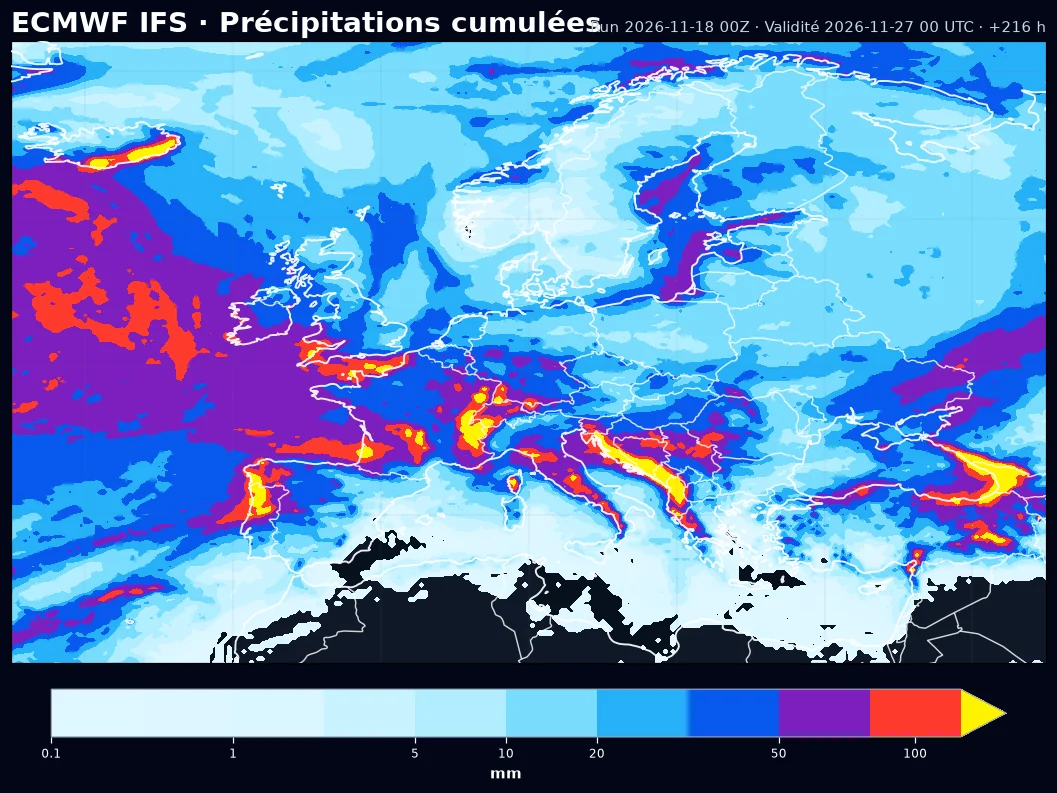 ECMWF IFS · Précipitations cumulées
Run 2026-11-18 00Z · Validité 2026-11-27 00 UTC · +216 h
0.1 1 5 10 20 50 100
mm